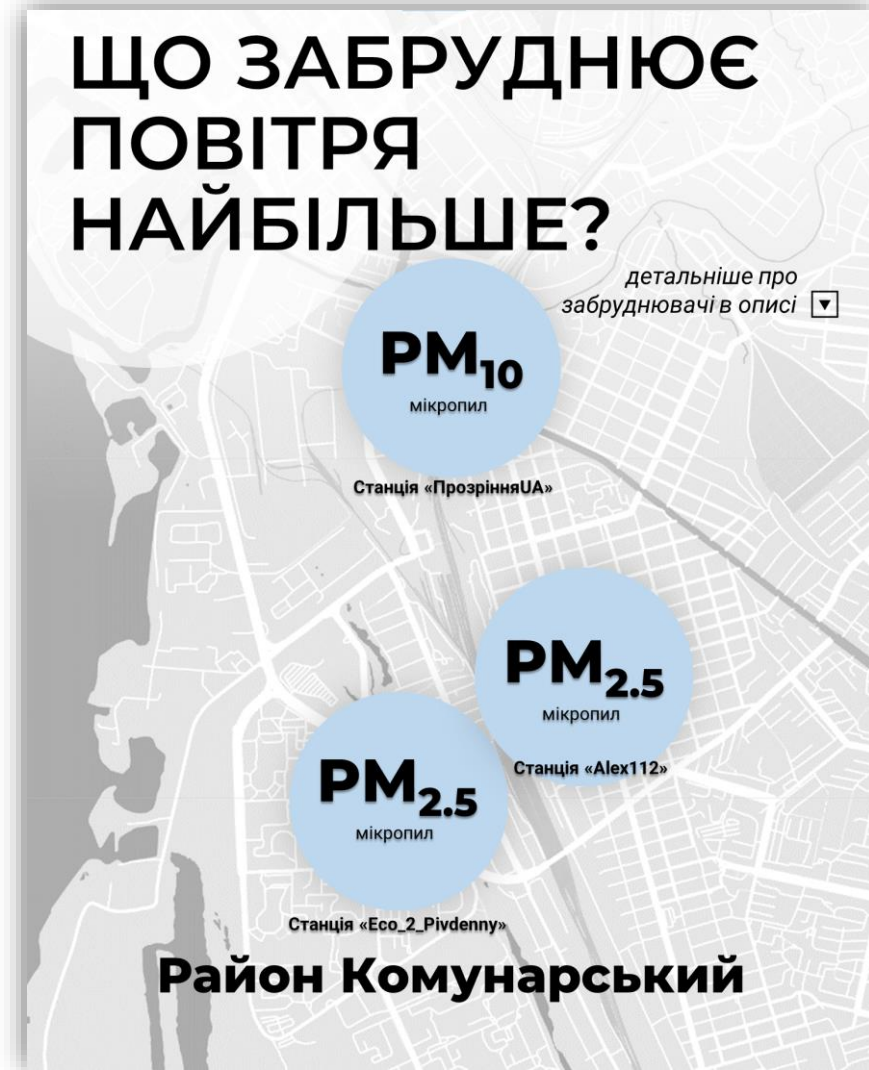 ЩО ЗАБРУДНЮЄ
ПОВІТРЯ
НАЙБІЛЬШЕ?
детальніше про
забруднювачі в описі
PM10
мікропил
Станція «ПрозрінняUA»
PM2.5
мікропил
Станція «Alex112»
PM2.5
мікропил
Станція «Eco_2_Pivdenny»
Район Комунарський